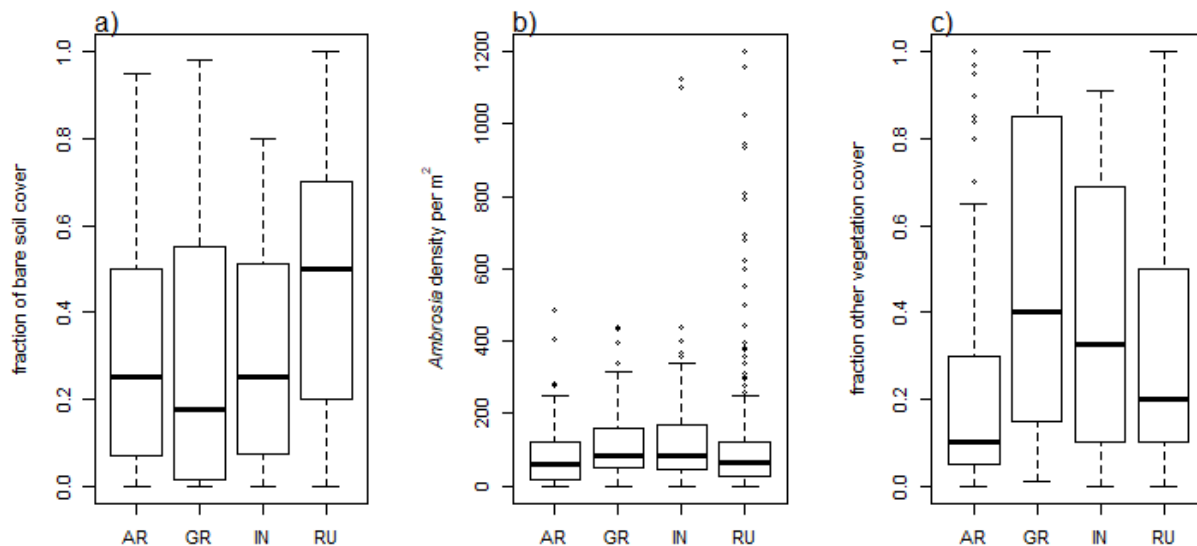 a)
fraction of bare soil cover
1.0
0.8
0.6
0.4
0.2
0.0
AR GR IN RU
b)
Ambrosia density per m²
1200
1000
800
600
400
200
0
AR GR IN RU
c)
fraction other vegetation cover
1.0
0.8
0.6
0.4
0.2
0.0
AR GR IN RU